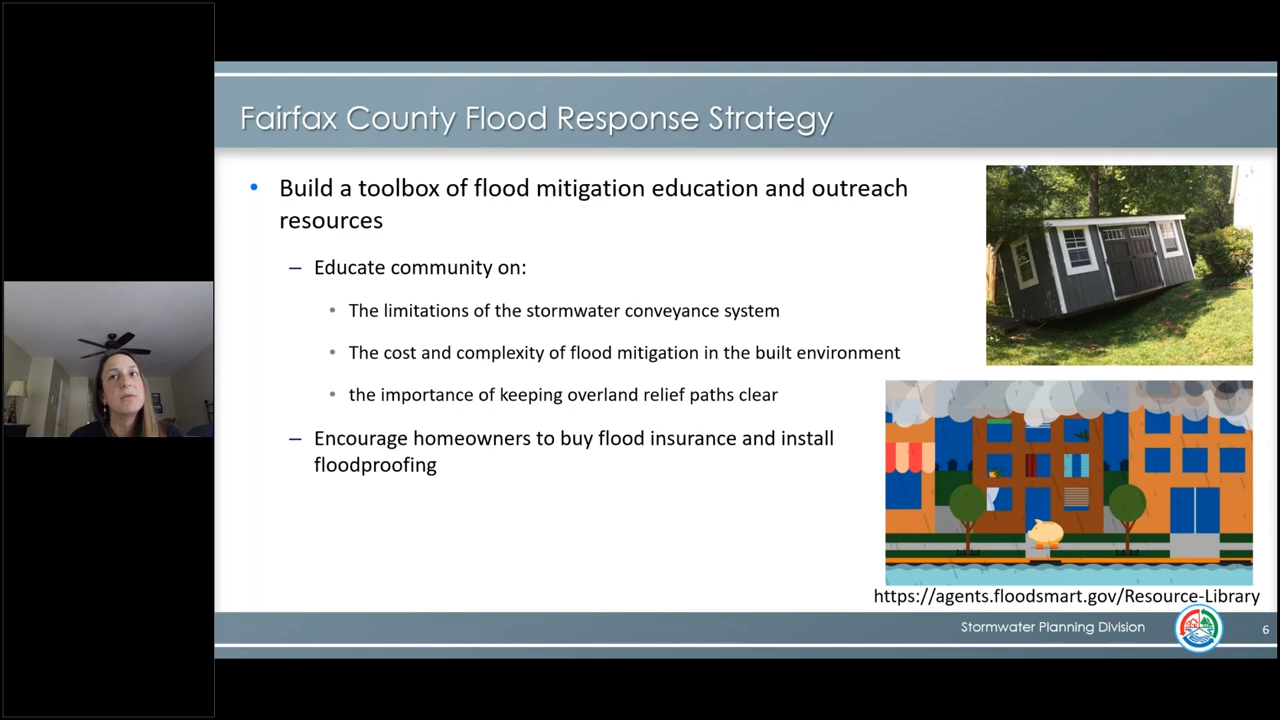 Fairfax County Flood Response Strategy
• Build a toolbox of flood mitigation education and outreach
resources
– Educate community on:
• The limitations of the stormwater conveyance system
• The cost and complexity of flood mitigation in the built environment
• the importance of keeping overland relief paths clear
– Encourage homeowners to buy flood insurance and install
floodproofing
https://agents.floodsmart.gov/Resource-Library
Stormwater Planning Division
6